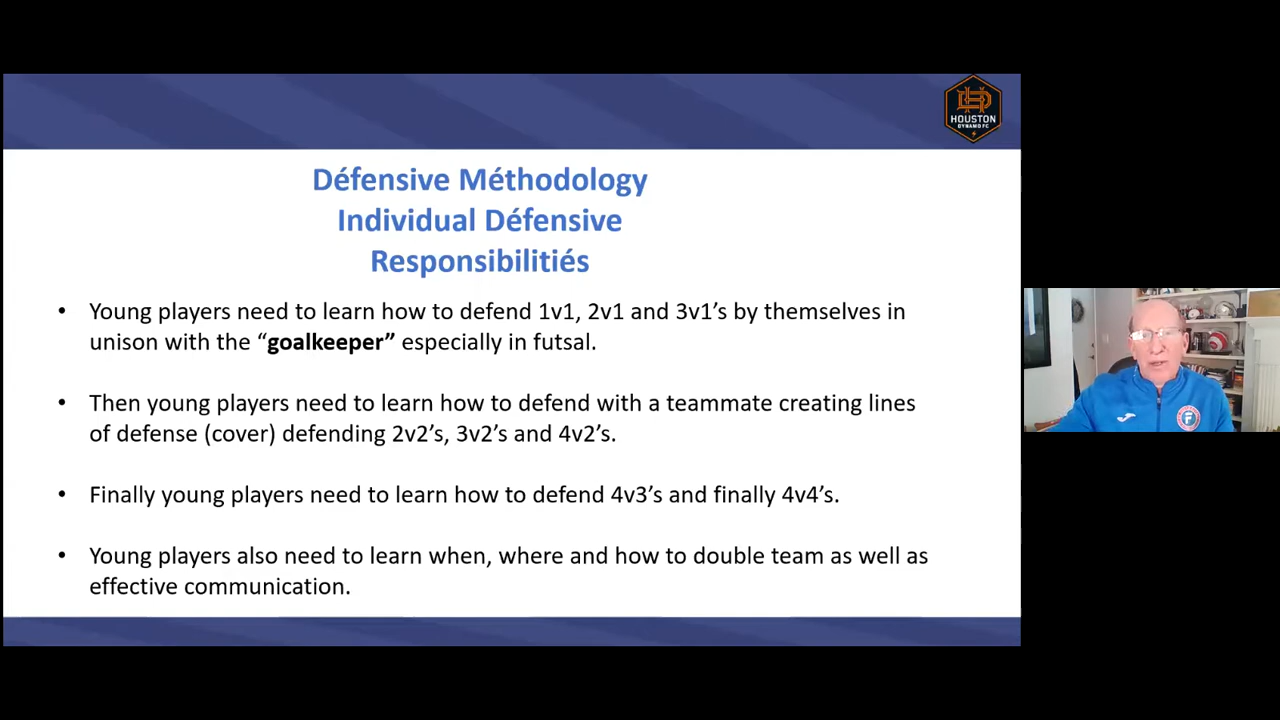 HOUSTON
DYNAMO FC
Défensive Méthodology
Individual Défensive
Responsibilitiés
• Young players need to learn how to defend 1v1, 2v1 and 3v1’s by themselves in
unison with the “goalkeeper” especially in futsal.
• Then young players need to learn how to defend with a teammate creating lines
of defense (cover) defending 2v2’s, 3v2’s and 4v2’s.
• Finally young players need to learn how to defend 4v3’s and finally 4v4’s.
• Young players also need to learn when, where and how to double team as well as
effective communication.